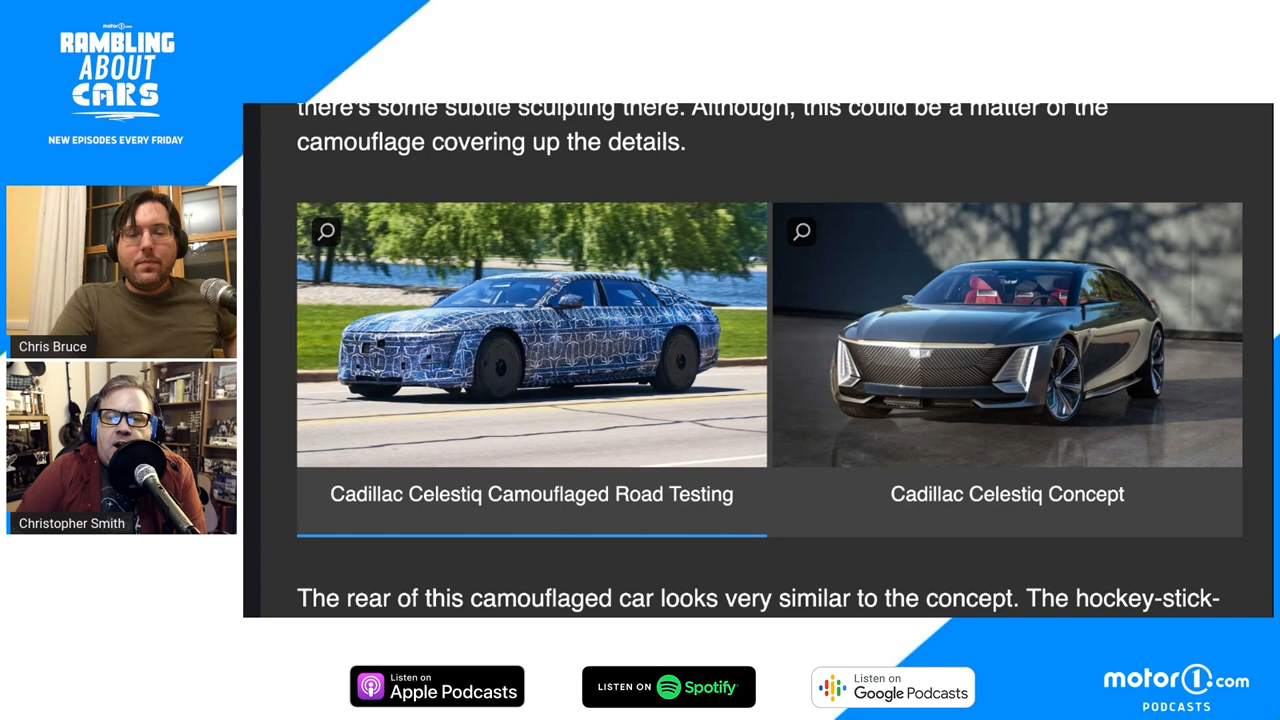 motor1.com
RAMBLING
ABOUT
CARS
NEW EPISODES EVERY FRIDAY
Chris Bruce
Christopher Smith
there's some subtle sculpting there. Although, this could be a matter of the
camouflage covering up the details.
Cadillac Celestiq Camouflaged Road Testing
Cadillac Celestiq Concept
The rear of this camouflaged car looks very similar to the concept. The hockey-stick-
Listen on
Apple Podcasts
LISTEN ON Spotify
Listen on
Google Podcasts
motor1.com
PODCASTS